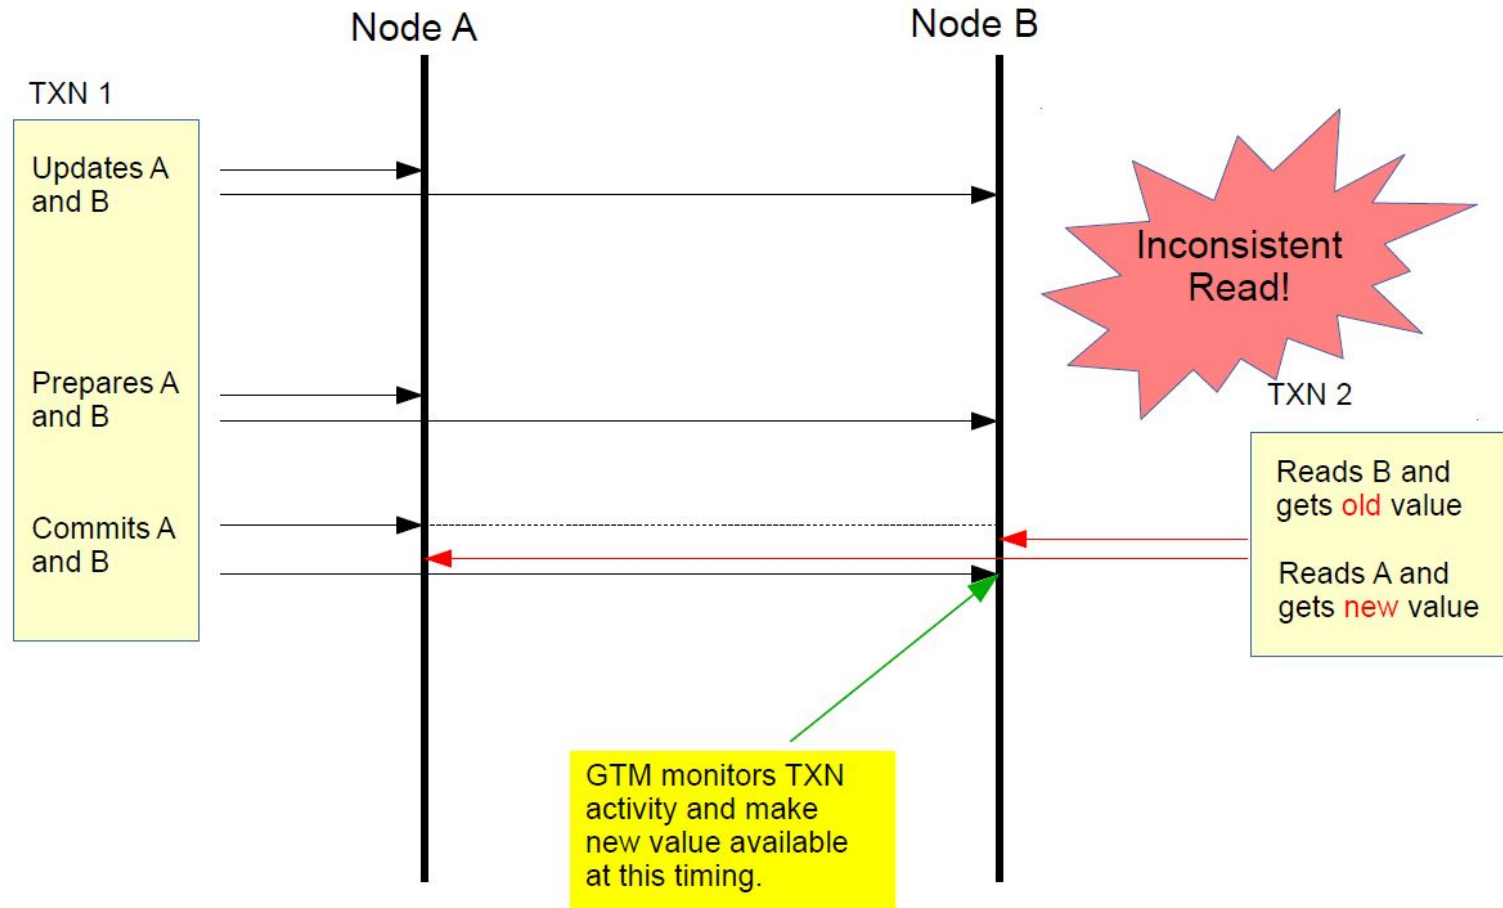 Node A
Node B
TXN 1
Updates A
and B
Inconsistent
Read!
Prepares A
and B
TXN 2
Reads B and
gets old value
Commits A
and B
Reads A and
gets new value
GTM monitors TXN
activity and make
new value available
at this timing.